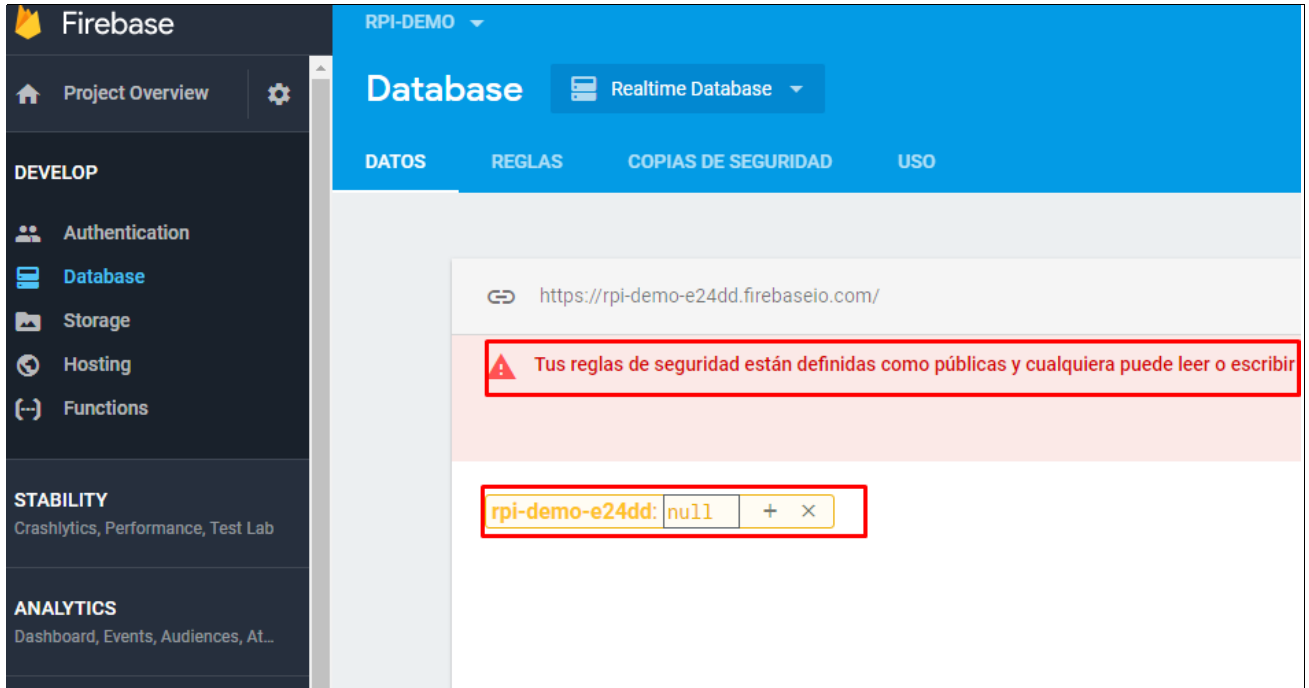 Firebase
Project Overview
DEVELOP
Authentication
Database
Storage
Hosting
Functions
STABILITY
Crashlytics, Performance, Test Lab
ANALYTICS
Dashboard, Events, Audiences, At...
RPI-DEMO
Database
Realtime Database
DATOS REGLAS COPIAS DE SEGURIDAD USO
https://rpi-demo-e24dd.firebaseio.com/
Tus reglas de seguridad están definidas como públicas y cualquiera puede leer o escribir
rpi-demo-e24dd: null + ×